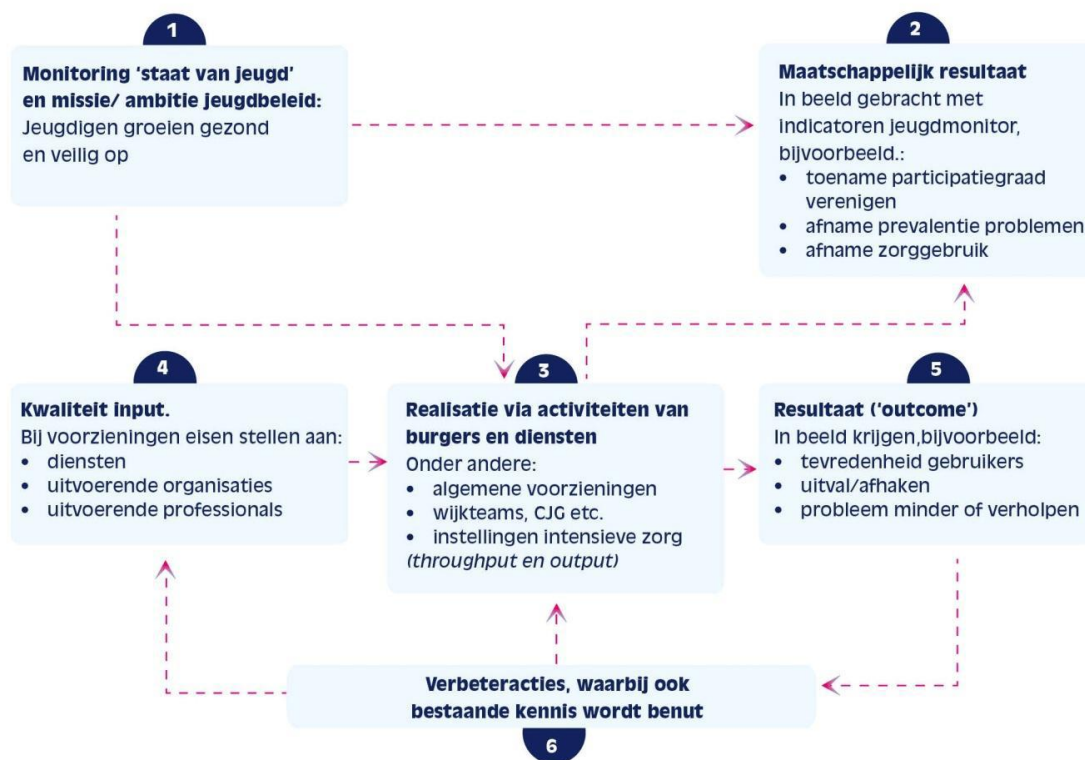 1
Monitoring ‘staat van jeugd’
en missie/ ambitie jeugdbeleid:
Jeugdigen groeien gezond
en veilig op
2
Maatschappelijk resultaat
In beeld gebracht met
indicatoren jeugdmonitor,
bijvoorbeeld.:
• toename participatiegraad
verenigen
• afname prevalentie problemen
• afname zorggebruik
4
Kwaliteit input.
Bij voorzieningen eisen stellen aan:
• diensten
• uitvoerende organisaties
• uitvoerende professionals
3
Realisatie via activiteiten van
burgers en diensten
Onder andere:
• algemene voorzieningen
• wijkteams, CJG etc.
• instellingen intensieve zorg
(throughput en output)
5
Resultaat (‘outcome’)
In beeld krijgen,bijvoorbeeld:
• tevredenheid gebruikers
• uitval/afhaken
• probleem minder of verholpen
Verbeteracties, waarbij ook
bestaande kennis wordt benut
6